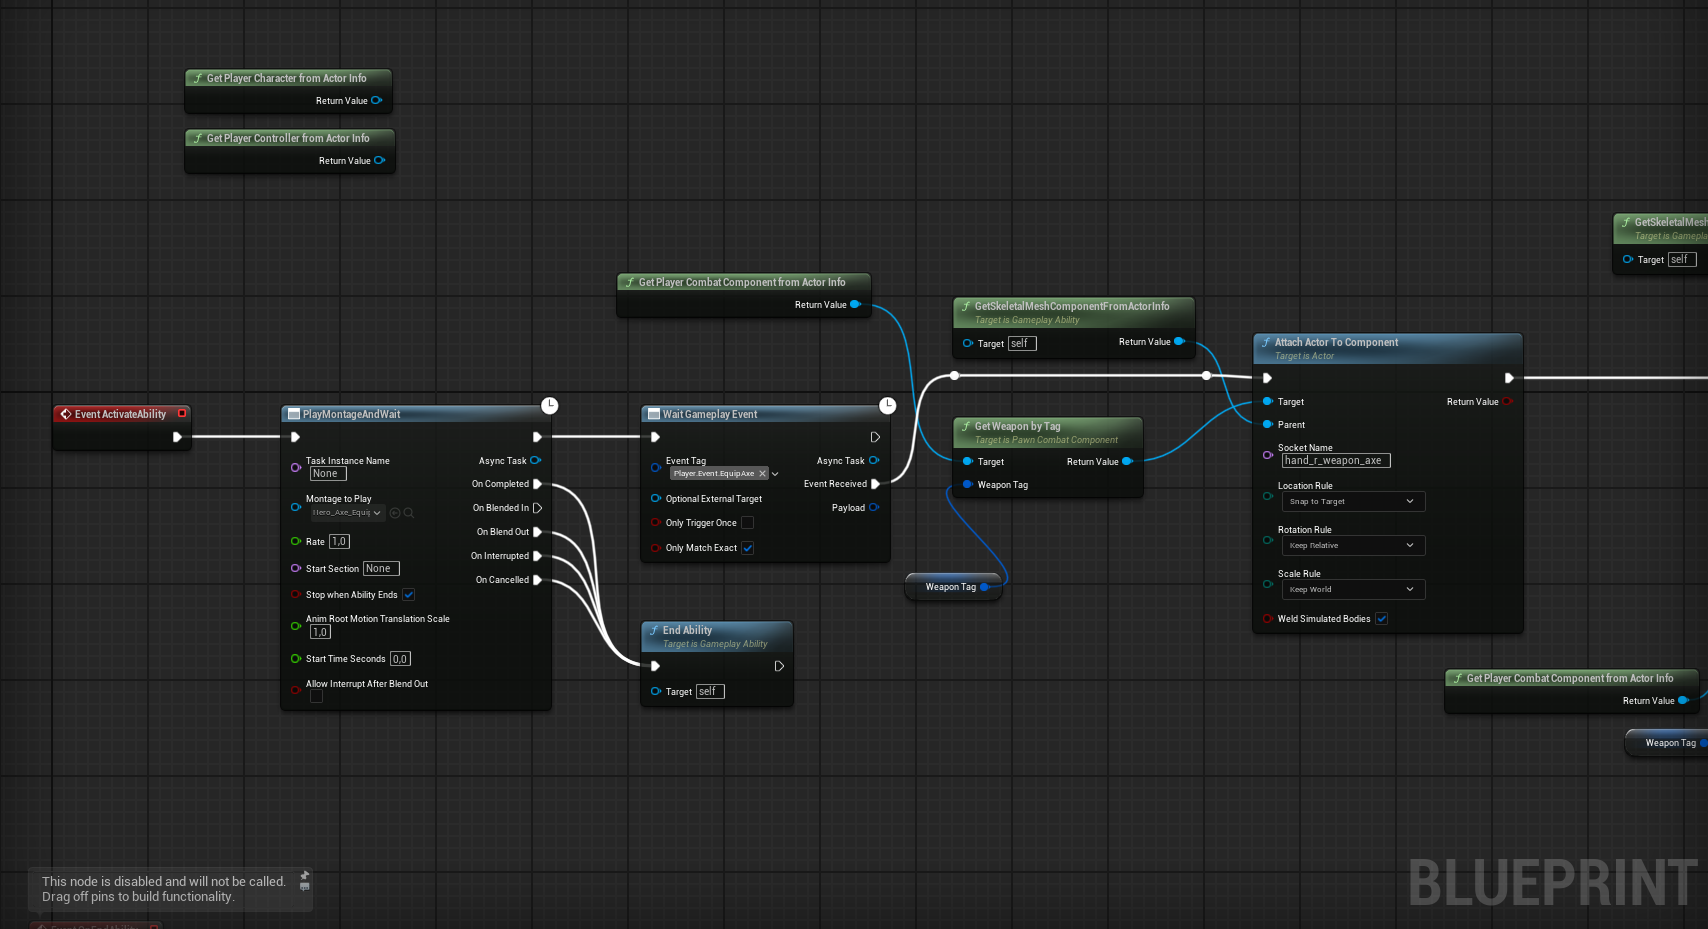 Get Player Character from Actor Info
Return Value
Get Player Controller from Actor Info
Return Value
GetSkeletalMesh
Target is Gamepla
Target self
Get Player Combat Component from Actor Info
Return Value
GetSkeletalMeshComponentFromActorInfo
Target is Gameplay Ability
Target self
Return Value
Attach Actor To Component
Target is Actor
Target
Return Value
Parent
Socket Name
hand_r_weapon_axe
Location Rule
Snap to Target
Rotation Rule
Keep Relative
Scale Rule
Keep World
Weld Simulated Bodies
Event ActivateAbility
PlayMontageAndWait
Task Instance Name
None
Async Task
On Completed
Montage to Play
Hero_Axe_Equip
On Blended In
Rate 1,0
On Blend Out
On Interrupted
Start Section None
On Cancelled
Stop when Ability Ends
Anim Root Motion Translation Scale
1,0
Start Time Seconds 0,0
Allow Interrupt After Blend Out
Wait Gameplay Event
Event Tag
Player.Event.EquipAxe
Async Task
Event Received
Optional External Target
Payload
Only Trigger Once
Only Match Exact
Get Weapon by Tag
Target is Pawn Combat Component
Target
Return Value
Weapon Tag
Weapon Tag
End Ability
Target is Gameplay Ability
Target self
Get Player Combat Component from Actor Info
Return Value
Weapon Tag
This node is disabled and will not be called.
Drag off pins to build functionality.
Event OnEndAbility
BLUEPRINT